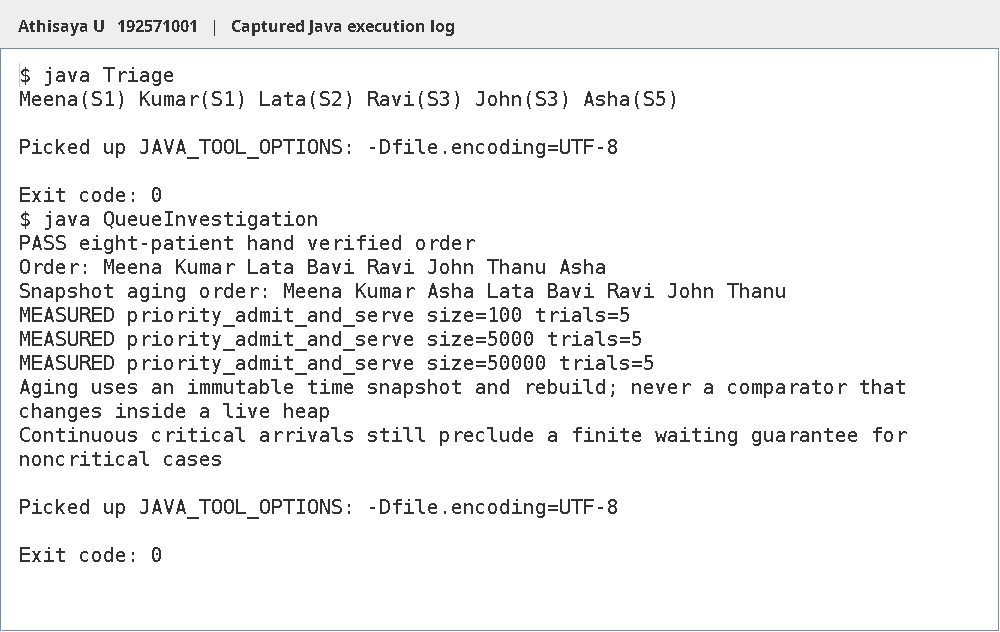 Athisaya U 192571001 | Captured Java execution log
$ java Triage
Meena(S1) Kumar(S1) Lata(S2) Ravi(S3) John(S3) Asha(S5)
Picked up JAVA_TOOL_OPTIONS: -Dfile.encoding=UTF-8
Exit code: 0
$ java QueueInvestigation
PASS eight-patient hand verified order
Order: Meena Kumar Lata Bavi Ravi John Thanu Asha
Snapshot aging order: Meena Kumar Asha Lata Bavi Ravi John Thanu
MEASURED priority_admit_and_serve size=100 trials=5
MEASURED priority_admit_and_serve size=5000 trials=5
MEASURED priority_admit_and_serve size=50000 trials=5
Aging uses an immutable time snapshot and rebuild; never a comparator that
changes inside a live heap
Continuous critical arrivals still preclude a finite waiting guarantee for
noncritical cases
Picked up JAVA_TOOL_OPTIONS: -Dfile.encoding=UTF-8
Exit code: 0